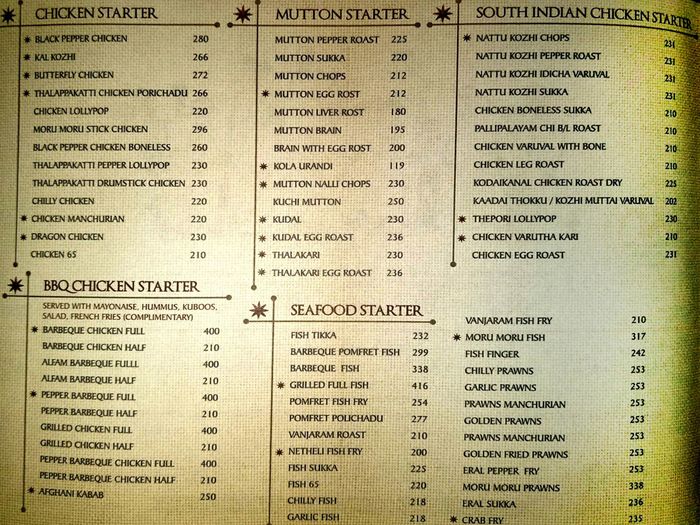 CHICKEN STARTER
BLACK PEPPER CHICKEN 280
KAL KOZHI 266
BUTTERFLY CHICKEN 272
THALAPPAKATTI CHICKEN PORICHADU 266
CHICKEN LOLLYPOP 220
MORU MORU STICK CHICKEN 296
BLACK PEPPER CHICKEN BONELESS 260
THALAPPAKATTI PEPPER LOLLYPOP 230
THALAPPAKATTI DRUMSTICK CHICKEN 230
CHILLY CHICKEN 220
CHICKEN MANCHURIAN 220
DRAGON CHICKEN 230
CHICKEN 65 210
BBQ CHICKEN STARTER
SERVED WITH MAYONAISE, HUMMUS, KUBOOS,
SALAD, FRENCH FRIES (COMPLIMENTARY)
BARBEQUE CHICKEN FULL 400
BARBEQUE CHICKEN HALF 210
ALFAM BARBEQUE FULLL 400
ALFAM BARBEQUE HALF 210
PEPPER BARBEQUE FULL 400
PEPPER BARBEQUE HALF 210
GRILLED CHICKEN FULL 400
GRILLED CHICKEN HALF 210
PEPPER BARBEQUE CHICKEN FULL 400
PEPPER BARBEQUE CHICKEN HALF 210
AFGHANI KABAB 250
MUTTON STARTER
MUTTON PEPPER ROAST 225
MUTTON SUKKA 220
MUTTON CHOPS 212
MUTTON EGG ROST 212
MUTTON LIVER ROST 180
MUTTON BRAIN 195
BRAIN WITH EGG ROST 200
KOLA URANDI 119
MUTTON NALLI CHOPS 230
KUCHI MUTTON 250
KUDAL 230
KUDAL EGG ROAST 236
THALAKARI 230
THALAKARI EGG ROAST 236
SEAFOOD STARTER
FISH TIKKA 232
BARBEQUE POMFRET FISH 299
BARBEQUE FISH 338
GRILLED FULL FISH 416
POMFRET FISH FRY 254
POMFRET POLICHADU 277
VANJARAM ROAST 210
NETHELI FISH FRY 200
FISH SUKKA 225
FISH 65 220
CHILLY FISH 218
GARLIC FISH 218
SOUTH INDIAN CHICKEN STARTER
NATTU KOZHI CHOPS 231
NATTU KOZHI PEPPER ROAST 231
NATTU KOZHI IDICHA VARUVAL 231
NATTU KOZHI SUKKA 231
CHICKEN BONELESS SUKKA 210
PALLIPALAYAM CHI B/L ROAST 210
CHICKEN VARUVAL WITH BONE 210
CHICKEN LEG ROAST 210
KODAIKANAL CHICKEN ROAST DRY 225
KAADAI THOKKU / KOZHI MUTTAI VARUVAL 202
THEPORI LOLLYPOP 230
CHICKEN VARUTHA KARI 210
CHICKEN EGG ROAST 231
VANJARAM FISH FRY 210
MORU MORU FISH 317
FISH FINGER 242
CHILLY PRAWNS 253
GARLIC PRAWNS 253
PRAWNS MANCHURIAN 253
GOLDEN PRAWNS 253
PRAWNS MANCHURIAN 253
GOLDEN FRIED PRAWNS 253
ERAL PEPPER FRY 253
MORU MORU PRAWNS 338
ERAL SUKKA 236
CRAB FRY 235